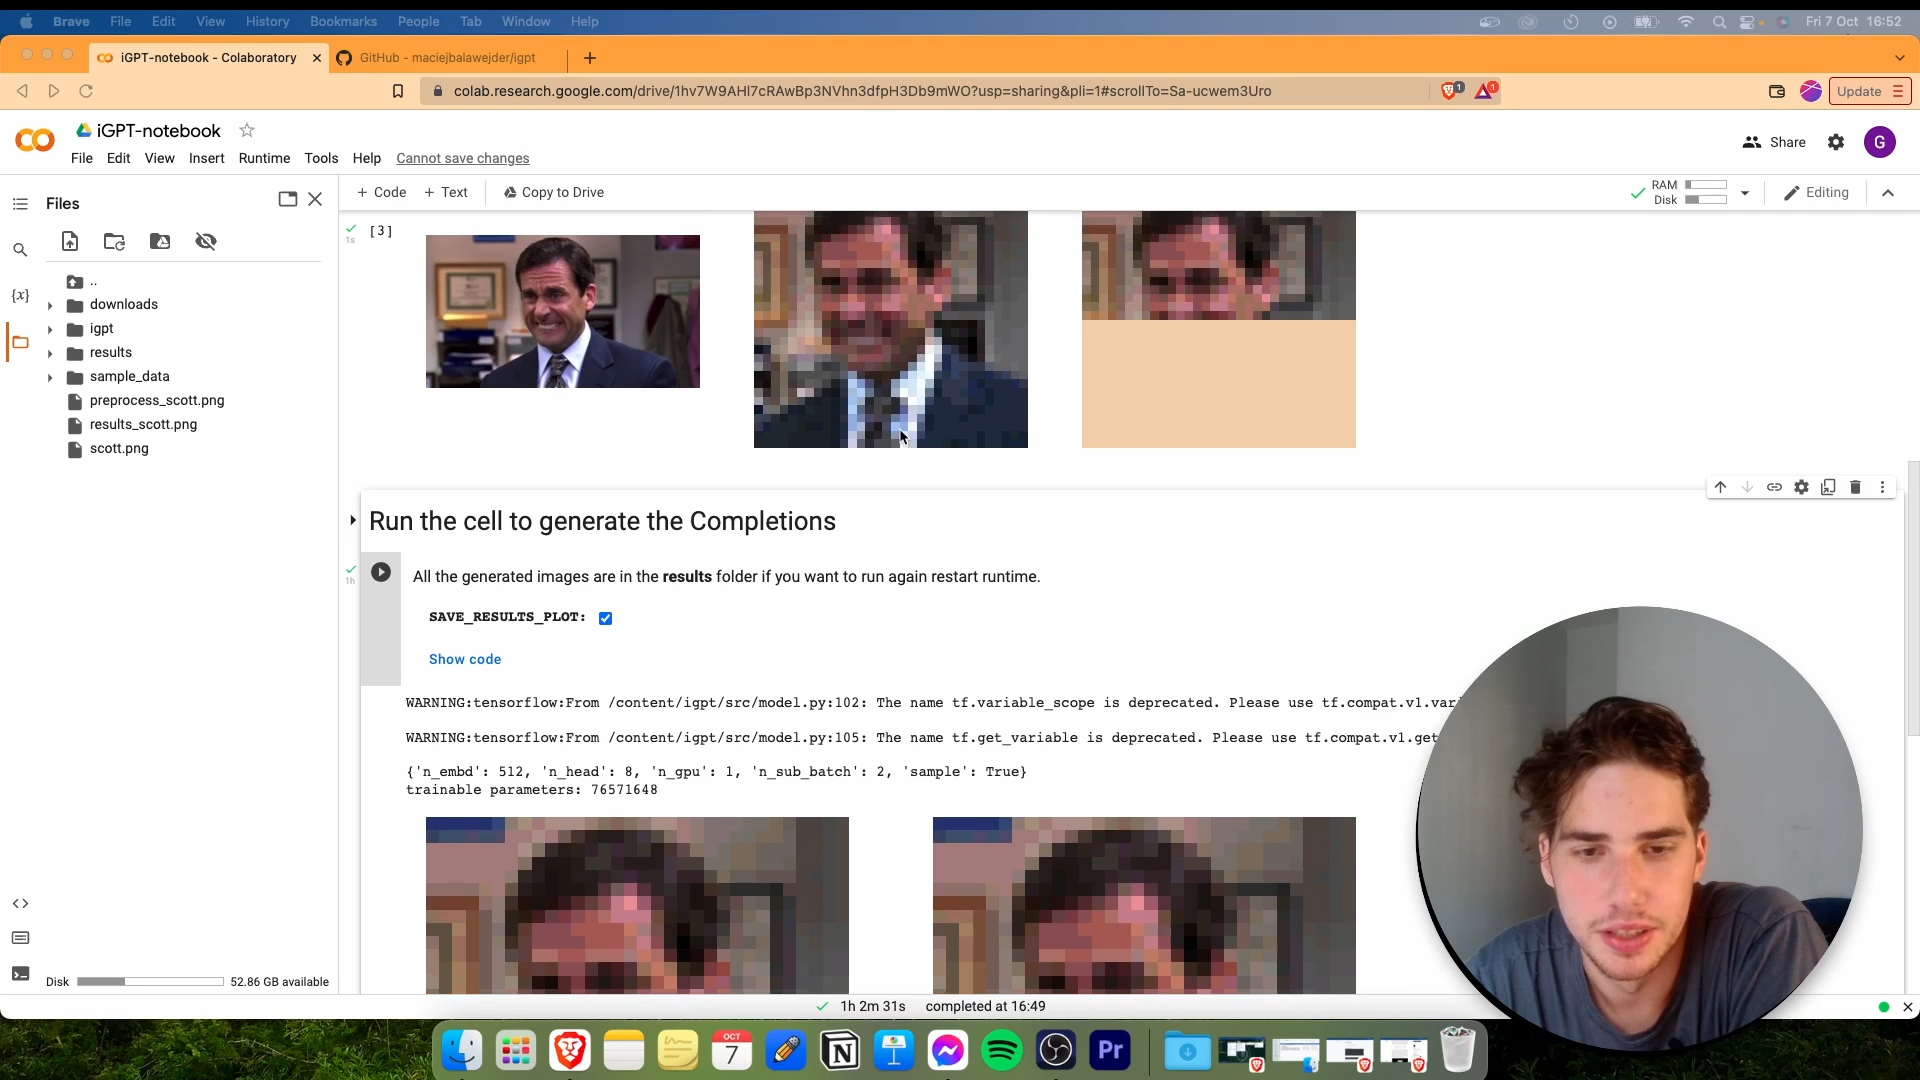 Brave File Edit View History Bookmarks People Tab Window Help
Fri 7 Oct 16:52
iGPT-notebook - Colaboratory
GitHub - maciejbalawejder/igpt
colab.research.google.com/drive/1hv7W9AHl7cRAwBp3NVhn3dfpH3Db9mWO?usp=sharing&pli=1#scrollTo=Sa-ucwem3Uro
1
1
Update
iGPT-notebook
File Edit View Insert Runtime Tools Help Cannot save changes
Share
G
Files
+ Code + Text Copy to Drive
RAM
Disk
Editing
..
downloads
igpt
results
sample_data
preprocess_scott.png
results_scott.png
scott.png
[3]
1s
Run the cell to generate the Completions
1h
All the generated images are in the results folder if you want to run again restart runtime.
SAVE_RESULTS_PLOT:
Show code
WARNING:tensorflow:From /content/igpt/src/model.py:102: The name tf.variable_scope is deprecated. Please use tf.compat.v1.var
WARNING:tensorflow:From /content/igpt/src/model.py:105: The name tf.get_variable is deprecated. Please use tf.compat.v1.get
{'n_embd': 512, 'n_head': 8, 'n_gpu': 1, 'n_sub_batch': 2, 'sample': True}
trainable parameters: 76571648
Disk 52.86 GB available
1h 2m 31s completed at 16:49
OCT
7
Pr